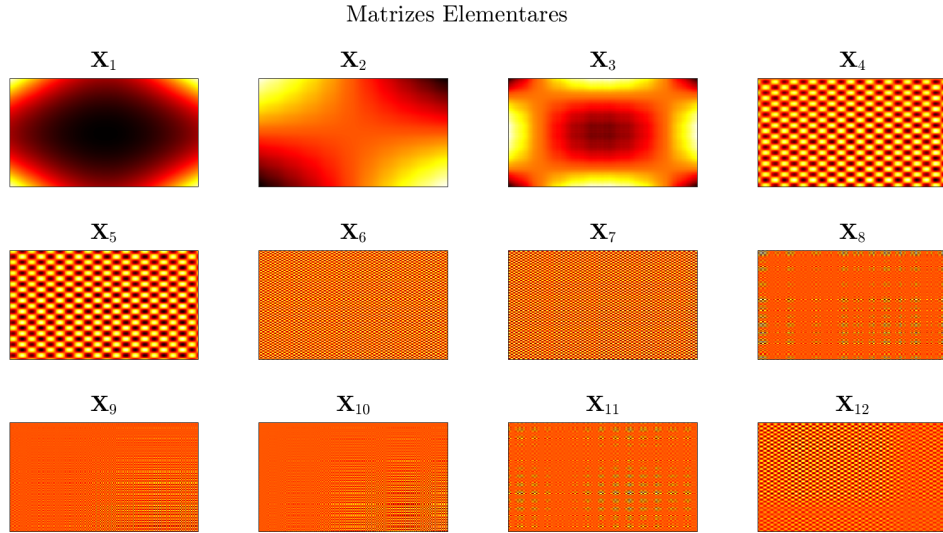 Matrizes Elementares
X₁ X₂ X₃ X₄
X₅ X₆ X₇ X₈
X₉ X₁₀ X₁₁ X₁₂